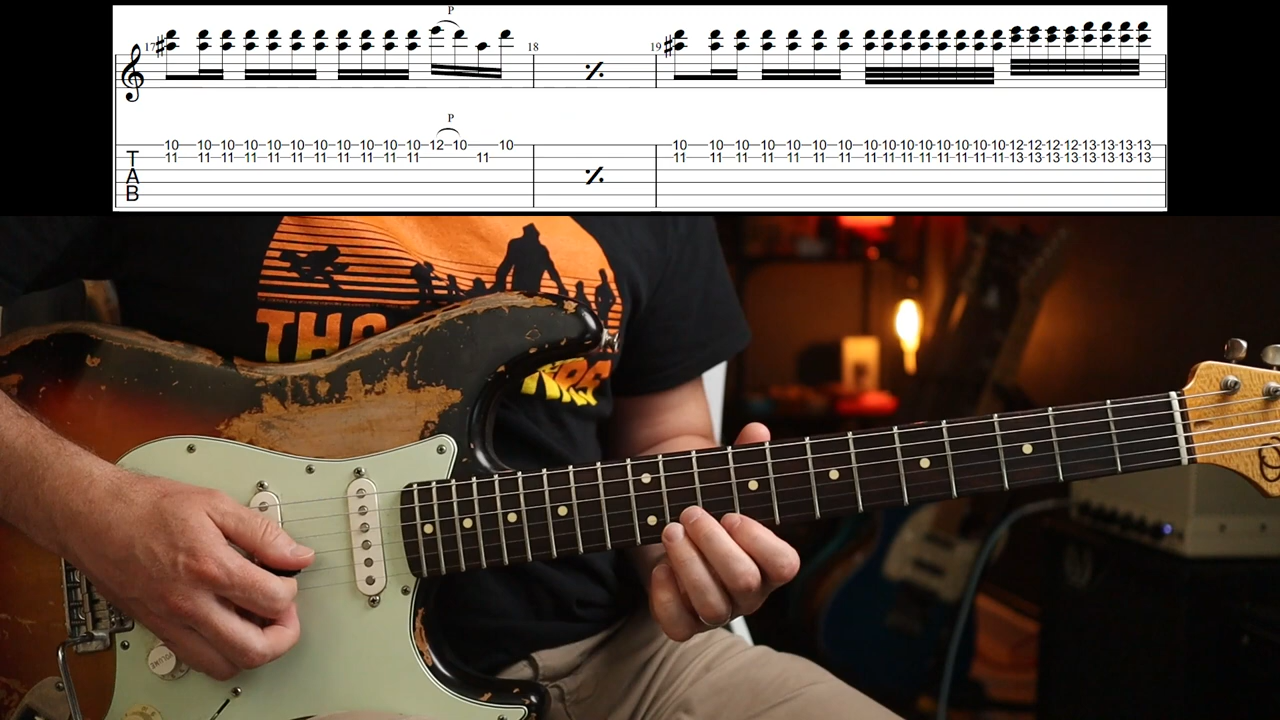 P
17 18 19
P
10 10 10 10 10 10 10 10 10 10 10 12 10 10 10 10 10 10 10 10 10 10 10 10 10 10 10 10 10 12 12 12 12 13 13 13 13
T 11 11 11 11 11 11 11 11 11 11 11 11 11 11 11 11 11 11 11 11 11 11 11 11 11 11 11 13 13 13 13 13 13 13 13
A
B
VOLUME